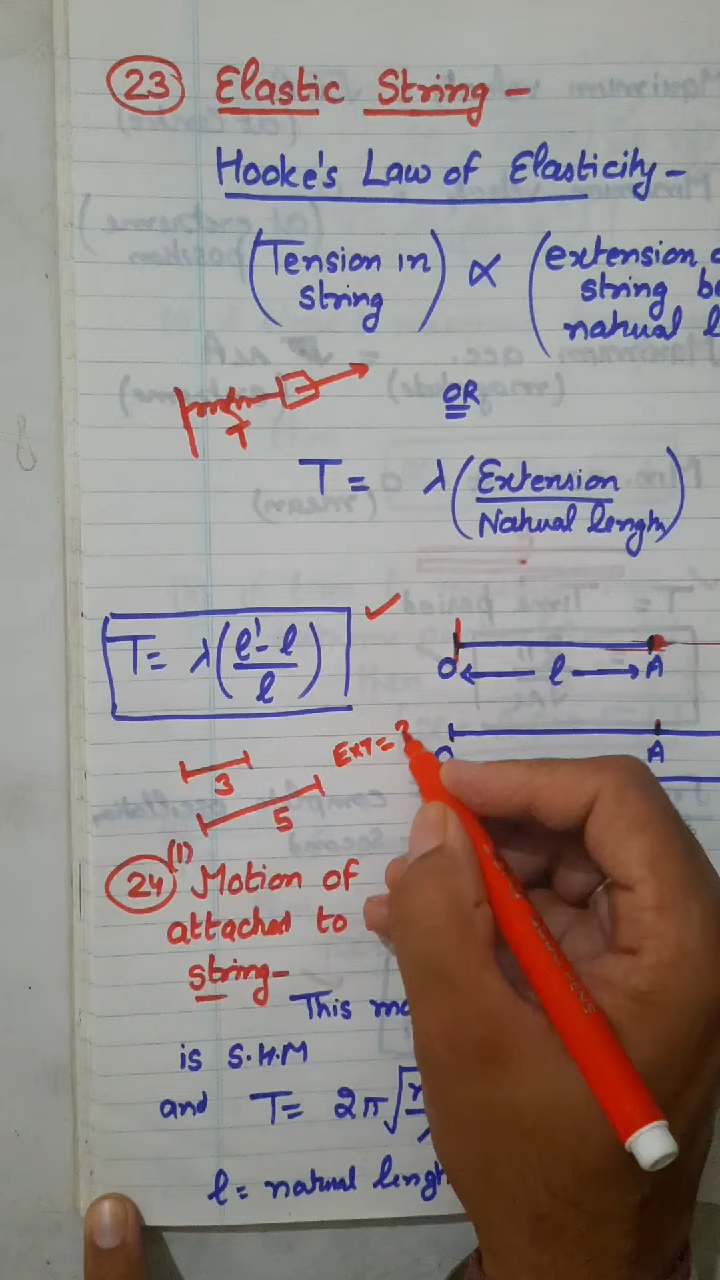 23 Elastic String -
Hooke's Law of Elasticity -
(Tension in string) ∝ (extension string natural
T
OR
T = λ(Extension / Natural length)
T = λ(l' - l / l) ✓
O ← l → A
O A
3
5
Ext = ?
24 (1) Motion of
attached to
string -
This
is S.H.M
and T = 2π√
l = natural length